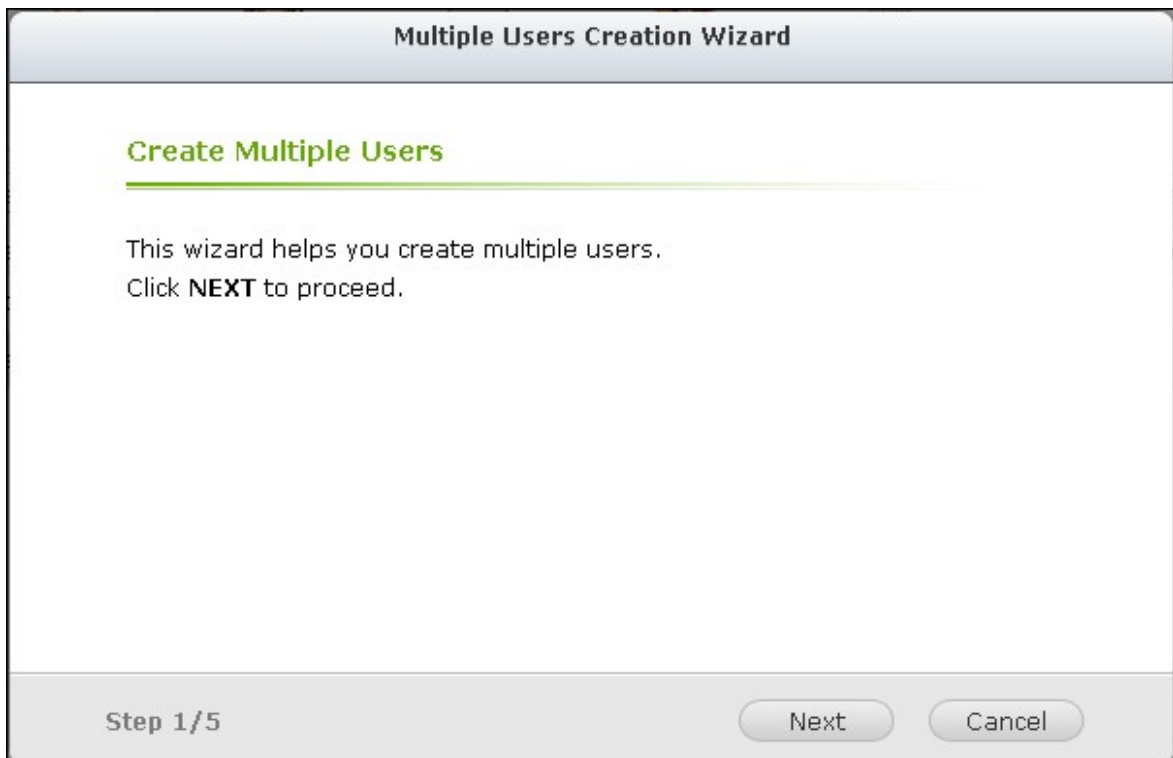 Multiple Users Creation Wizard
Create Multiple Users
This wizard helps you create multiple users.
Click NEXT to proceed.
Step 1/5
Next
Cancel